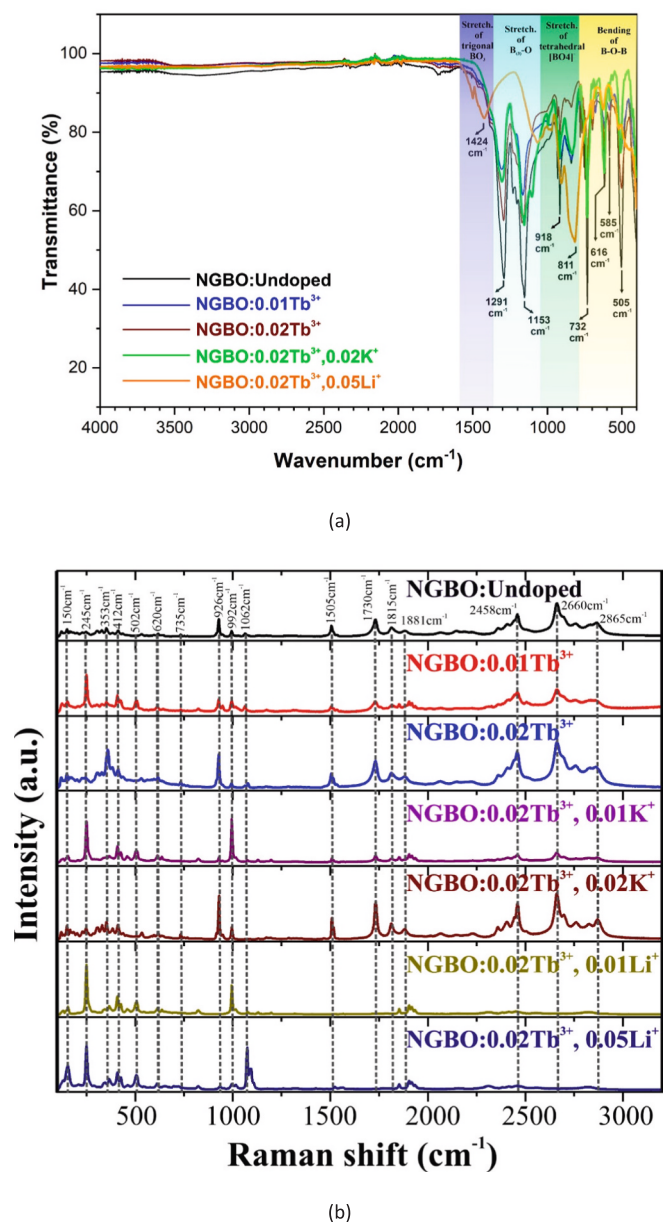 Stretch. of trigonal BO₃
Stretch. of B₍₃₎-O
Stretch. of tetrahedral [BO4]
Bending of B-O-B
Transmittance (%)
100
80
60
40
20
1424 cm⁻¹
1291 cm⁻¹
1153 cm⁻¹
918 cm⁻¹
811 cm⁻¹
732 cm⁻¹
616 cm⁻¹
585 cm⁻¹
505 cm⁻¹
NGBO:Undoped
NGBO:0.01Tb³⁺
NGBO:0.02Tb³⁺
NGBO:0.02Tb³⁺,0.02K⁺
NGBO:0.02Tb³⁺,0.05Li⁺
4000 3500 3000 2500 2000 1500 1000 500
Wavenumber (cm⁻¹)
(a)
150cm⁻¹
245cm⁻¹
353cm⁻¹
412cm⁻¹
502cm⁻¹
620cm⁻¹
735cm⁻¹
926cm⁻¹
992cm⁻¹
1062cm⁻¹
1505cm⁻¹
1730cm⁻¹
1815cm⁻¹
1881cm⁻¹
2458cm⁻¹
2660cm⁻¹
2865cm⁻¹
NGBO:Undoped
NGBO:0.01Tb³⁺
NGBO:0.02Tb³⁺
NGBO:0.02Tb³⁺, 0.01K⁺
NGBO:0.02Tb³⁺, 0.02K⁺
NGBO:0.02Tb³⁺, 0.01Li⁺
NGBO:0.02Tb³⁺, 0.05Li⁺
Intensity (a.u.)
500 1000 1500 2000 2500 3000
Raman shift (cm⁻¹)
(b)